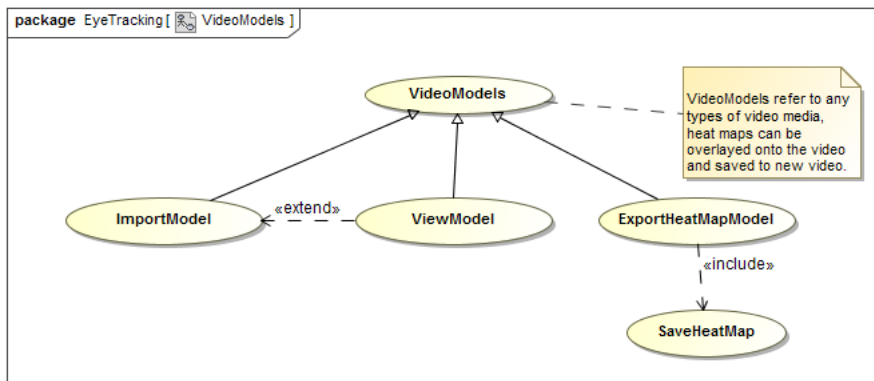 package EyeTracking [ VideoModels ]
VideoModels
VideoModels refer to any
types of video media,
heat maps can be
overlayed onto the video
and saved to new video.
ImportModel
«extend»
ViewModel
ExportHeatMapModel
«include»
SaveHeatMap